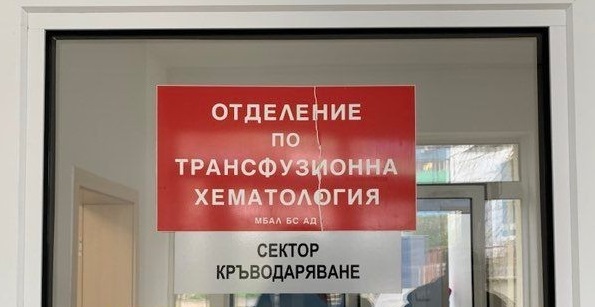 ОТДЕЛЕНИЕ
ПО
ТРАНСФУЗИОННА
ХЕМАТОЛОГИЯ
МБАЛ БС АД
СЕКТОР
КРЪВОДАРЯВАНЕ